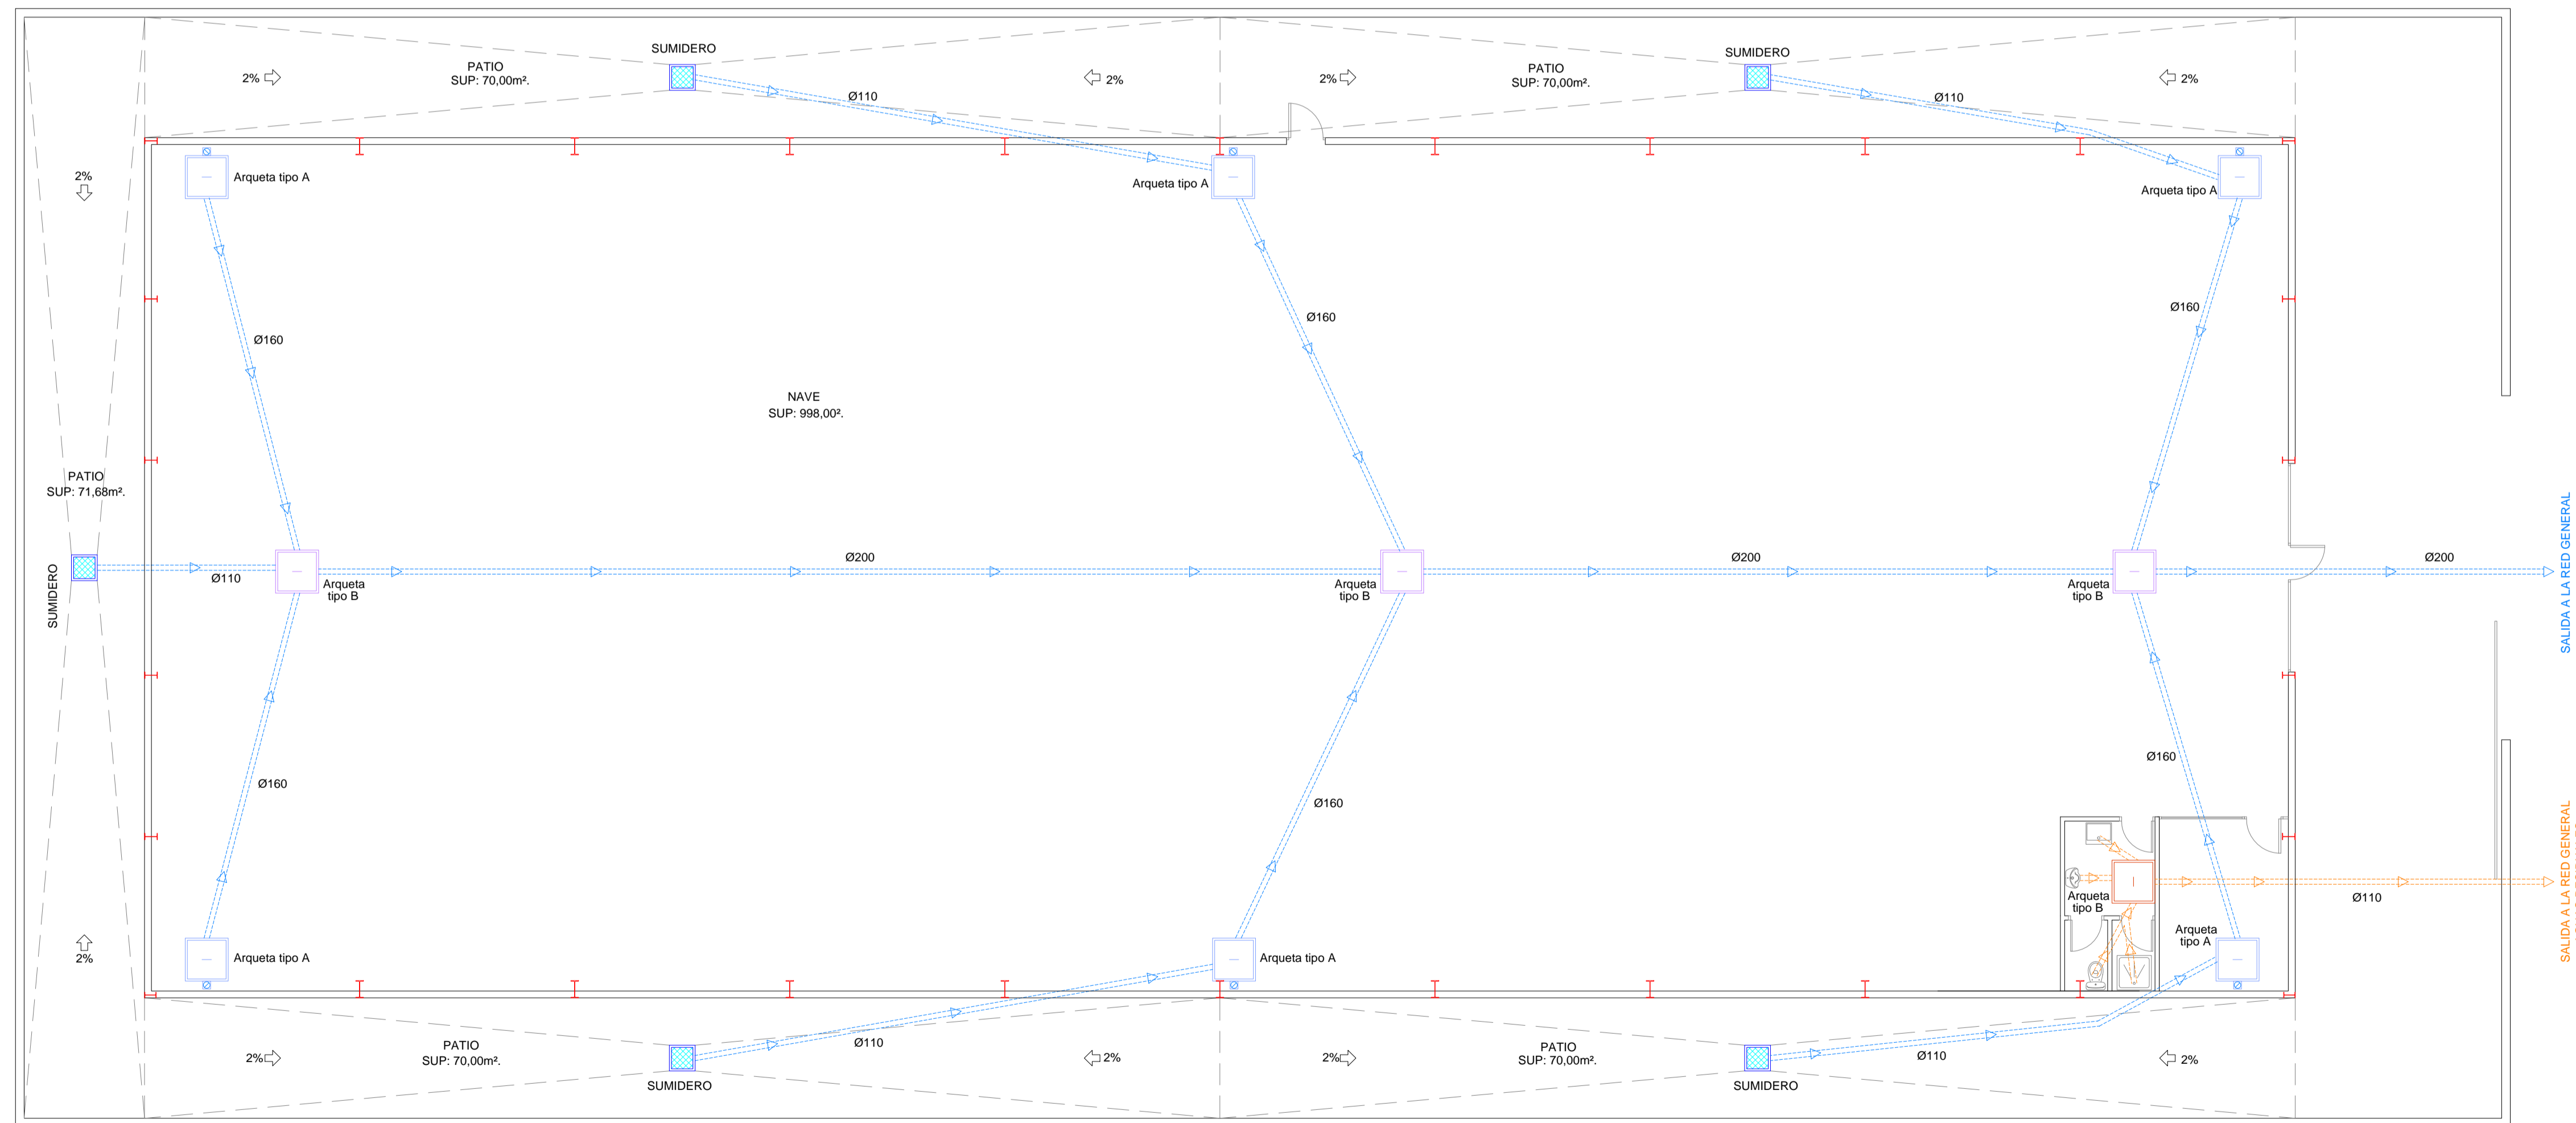 SUMIDERO
SUMIDERO
PATIO
SUP: 70,00m².
PATIO
SUP: 70,00m².
2%
2%
2%
2%
Ø110
Ø110
2%
Arqueta tipo A
Arqueta tipo A
Arqueta tipo A
Ø160
Ø160
Ø160
NAVE
SUP: 998,00².
PATIO
SUP: 71,68m².
SUMIDERO
Ø110
Arqueta
tipo B
Ø200
Arqueta
tipo B
Ø200
Arqueta
tipo B
Ø200
SALIDA A LA RED GENERAL
Ø160
Ø160
Ø160
Arqueta
tipo B
Ø110
SALIDA A LA RED GENERAL
2%
Arqueta tipo A
Arqueta tipo A
Arqueta
tipo A
2%
PATIO
SUP: 70,00m².
SUMIDERO
Ø110
2%
2%
PATIO
SUP: 70,00m².
SUMIDERO
Ø110
2%